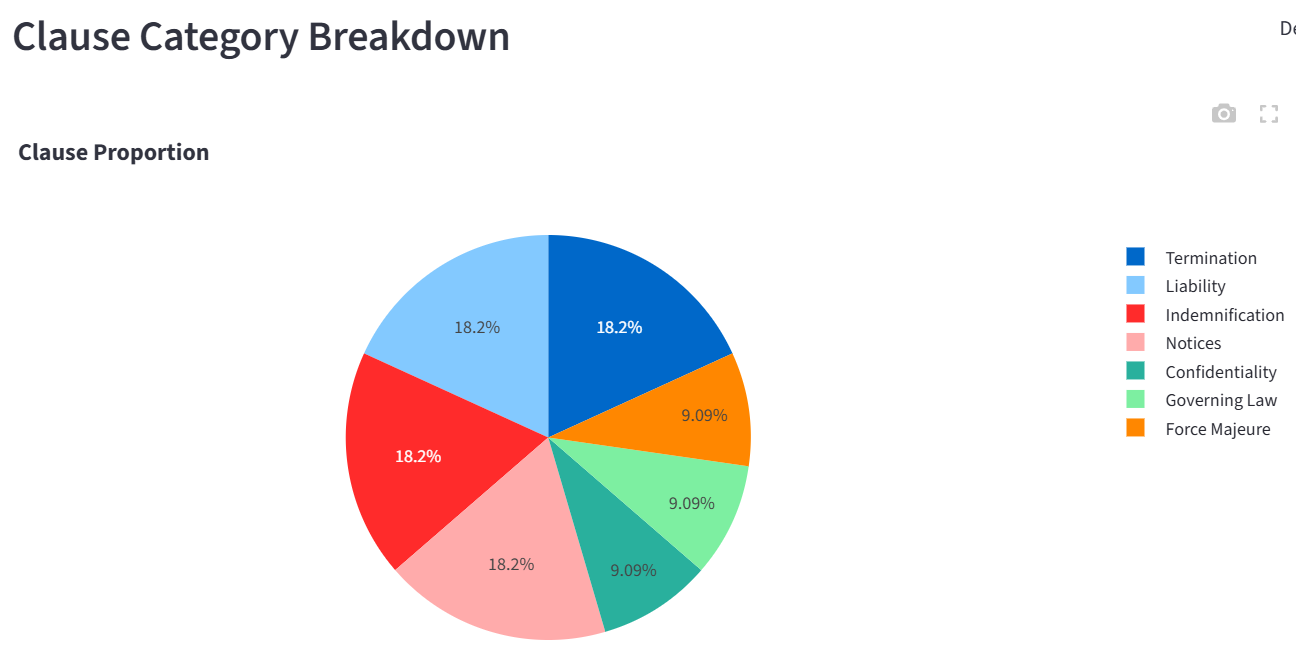 Clause Category Breakdown
De
Clause Proportion
18.2%
18.2%
9.09%
18.2%
9.09%
18.2%
9.09%
Termination
Liability
Indemnification
Notices
Confidentiality
Governing Law
Force Majeure